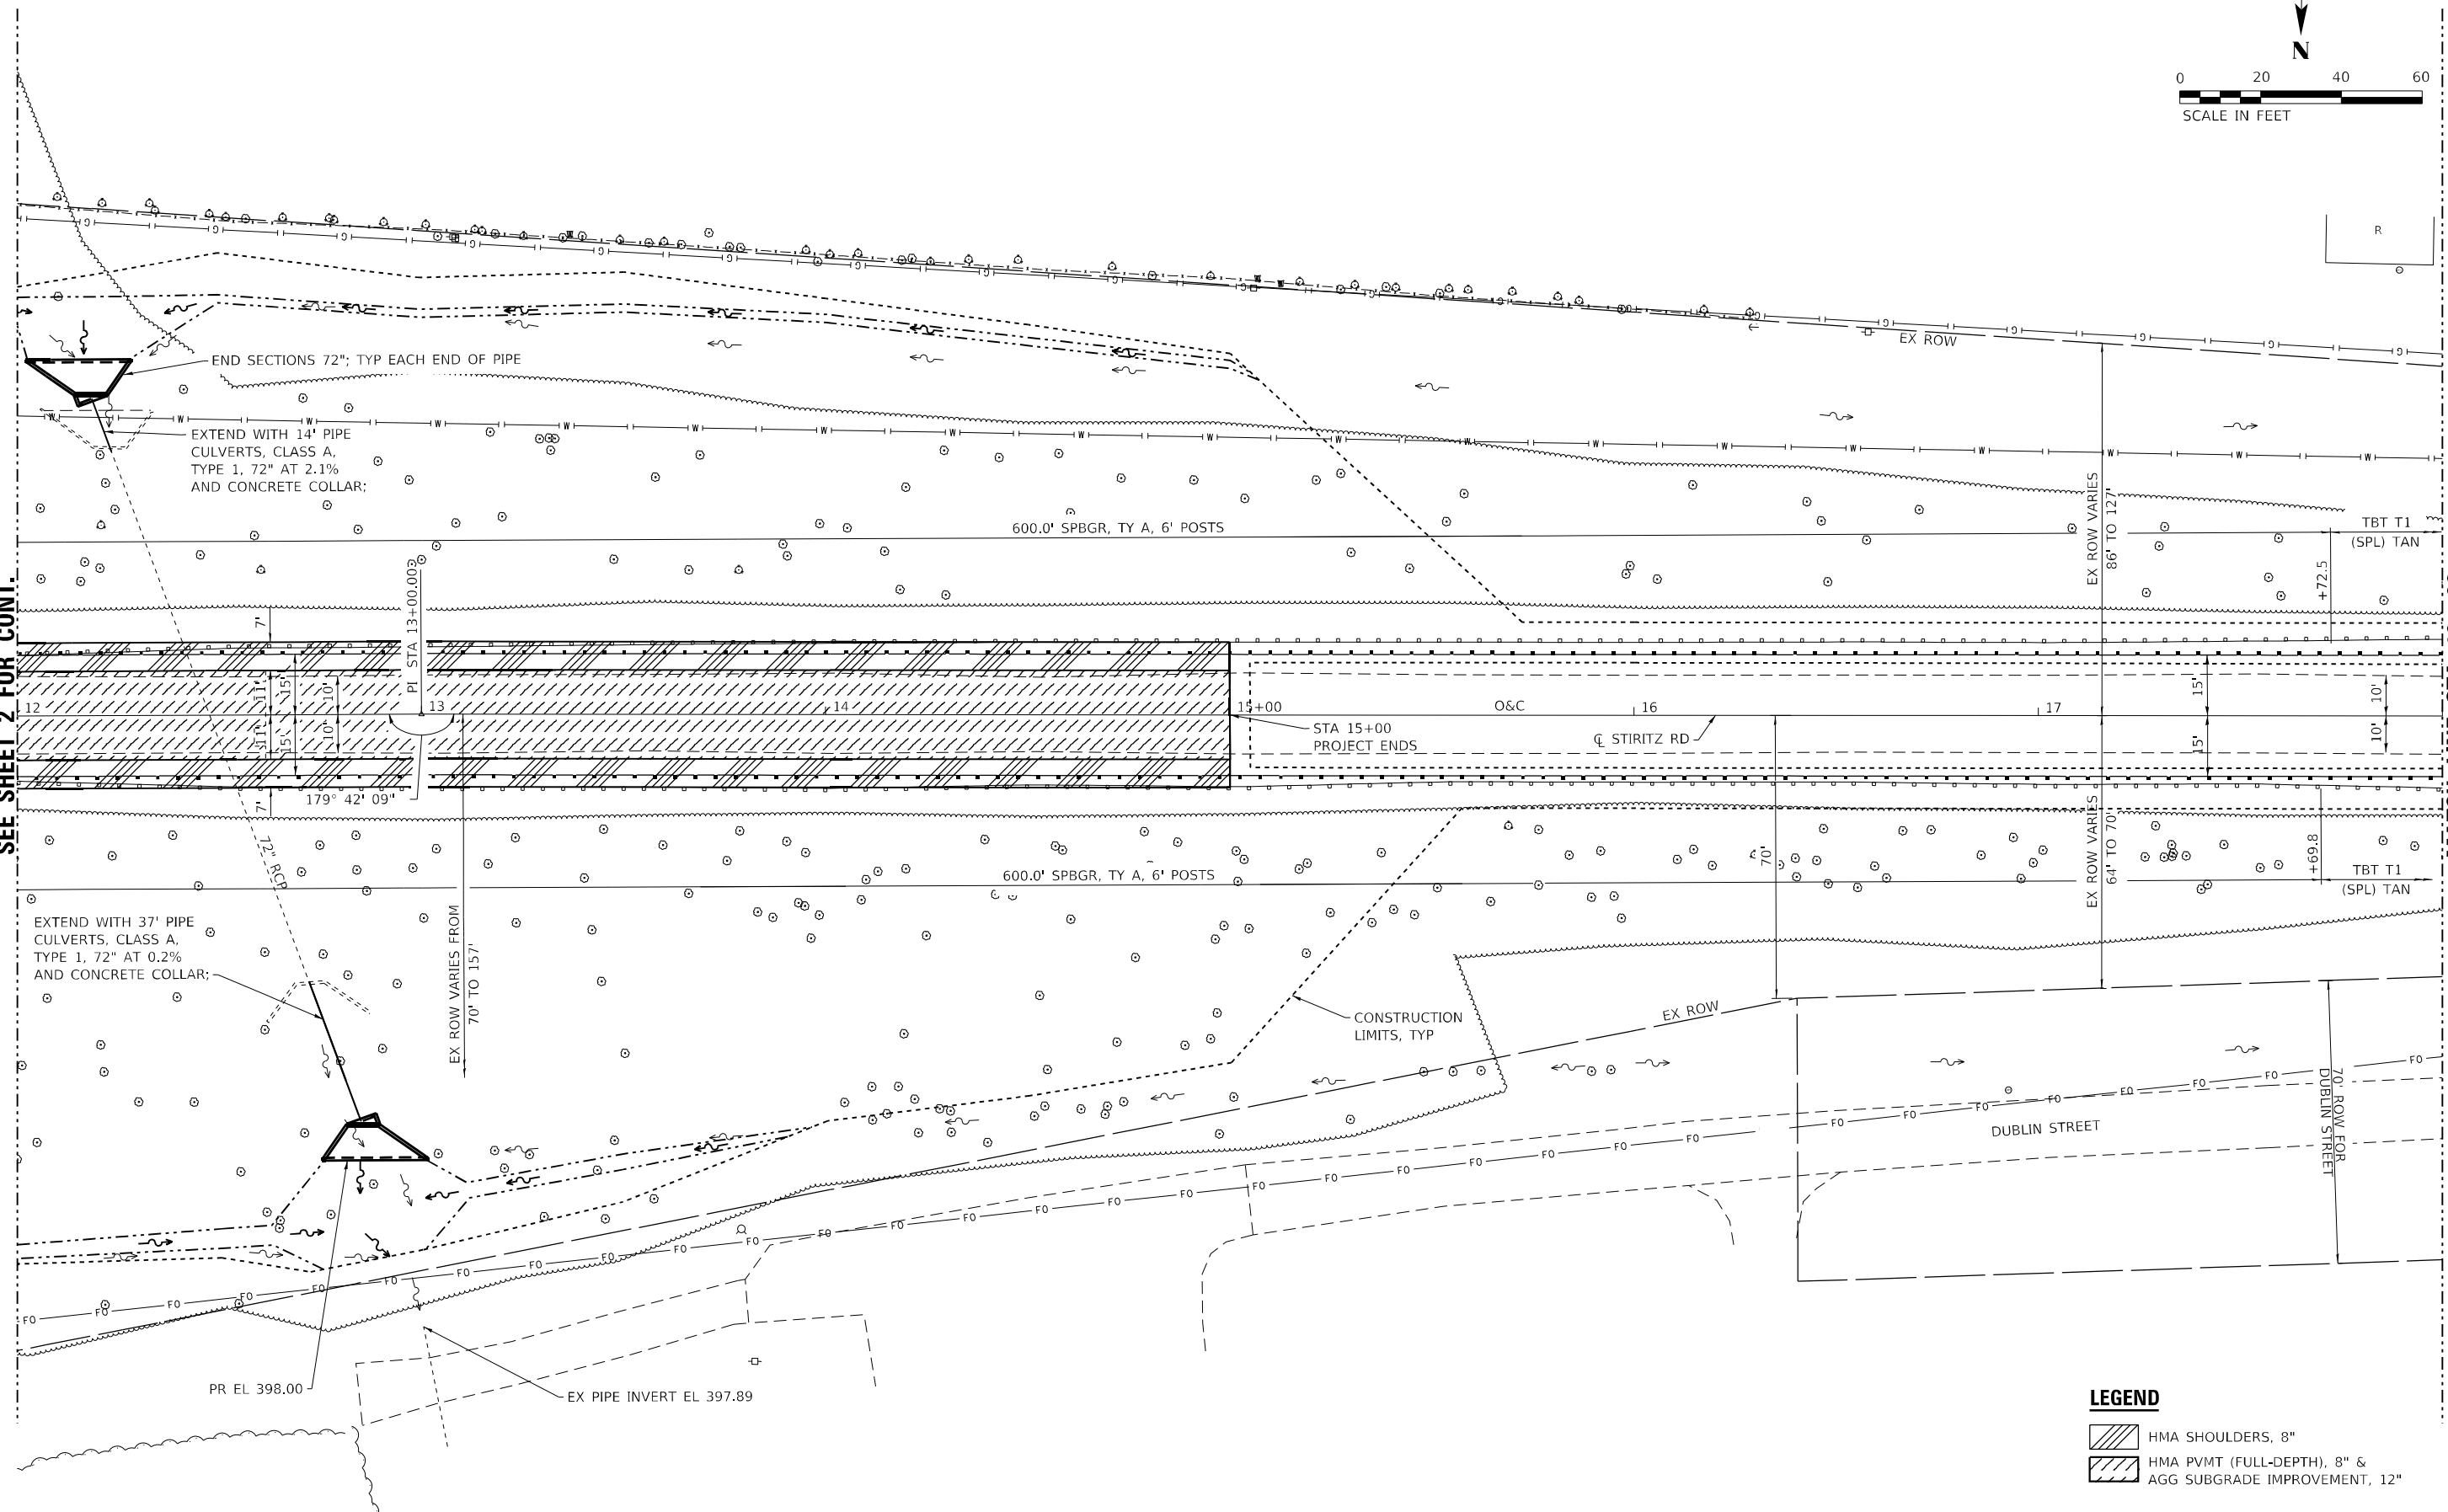 N
0 20 40 60
SCALE IN FEET
R
EX ROW
END SECTIONS 72"; TYP EACH END OF PIPE
EXTEND WITH 14' PIPE
CULVERTS, CLASS A,
TYPE 1, 72" AT 2.1%
AND CONCRETE COLLAR;
SEE SHEET 2 FOR CONT.
600.0' SPBGR, TY A, 6' POSTS
EX ROW VARIES
86' TO 127'
TBT T1
(SPL) TAN
+72.5
PI STA 13+00.00
7'
11'
15'
10'
12
13
14
15+00
O&C
16
17
15'
10'
11'
15'
10'
STA 15+00
PROJECT ENDS
℄ STIRITZ RD
15'
10'
7'
179° 42' 09"
72" RCP
600.0' SPBGR, TY A, 6' POSTS
70'
EX ROW VARIES
64' TO 70'
+69.8
TBT T1
(SPL) TAN
EXTEND WITH 37' PIPE
CULVERTS, CLASS A,
TYPE 1, 72" AT 0.2%
AND CONCRETE COLLAR;
EX ROW VARIES FROM
70' TO 157'
CONSTRUCTION
LIMITS, TYP
EX ROW
DUBLIN STREET
70' ROW FOR
DUBLIN STREET
PR EL 398.00
EX PIPE INVERT EL 397.89
LEGEND
HMA SHOULDERS, 8"
HMA PVMT (FULL-DEPTH), 8" &
AGG SUBGRADE IMPROVEMENT, 12"